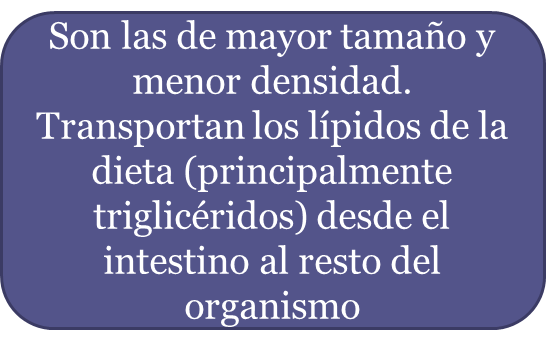 Son las de mayor tamaño y
menor densidad.
Transportan los lípidos de la
dieta (principalmente
triglicéridos) desde el
intestino al resto del
organismo